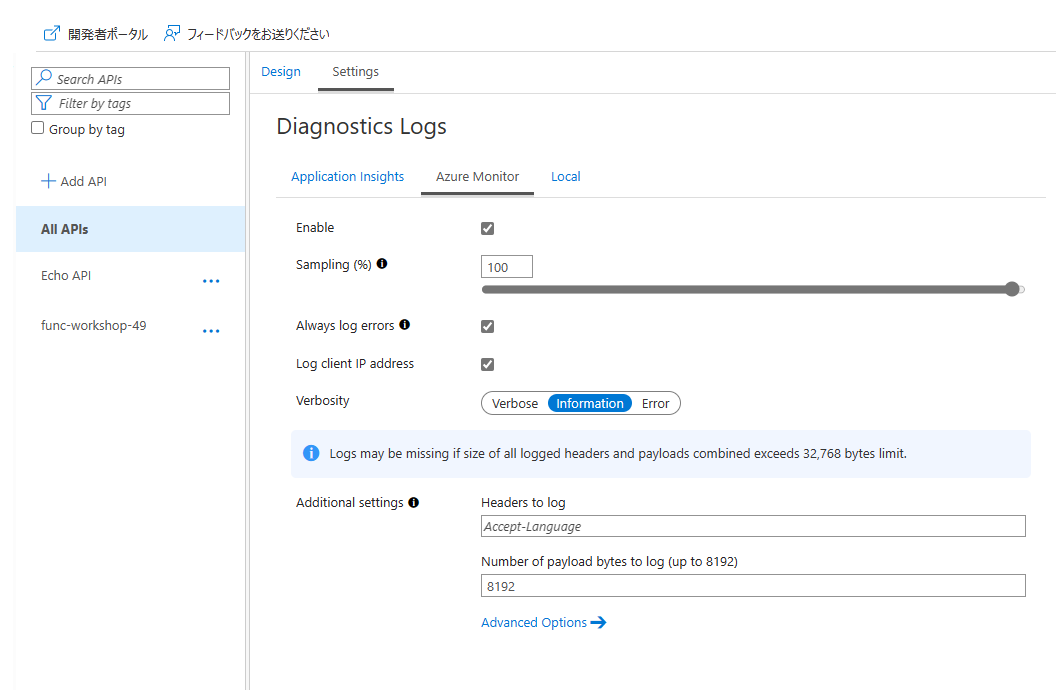 開発者ポータル フィードバックをお送りください
Search APIs
Filter by tags
Group by tag
Add API
All APIs
Echo API
func-workshop-49
Design Settings
Diagnostics Logs
Application Insights Azure Monitor Local
Enable
Sampling (%) 100
Always log errors
Log client IP address
Verbosity Verbose Information Error
Logs may be missing if size of all logged headers and payloads combined exceeds 32,768 bytes limit.
Additional settings Headers to log
Accept-Language
Number of payload bytes to log (up to 8192)
8192
Advanced Options